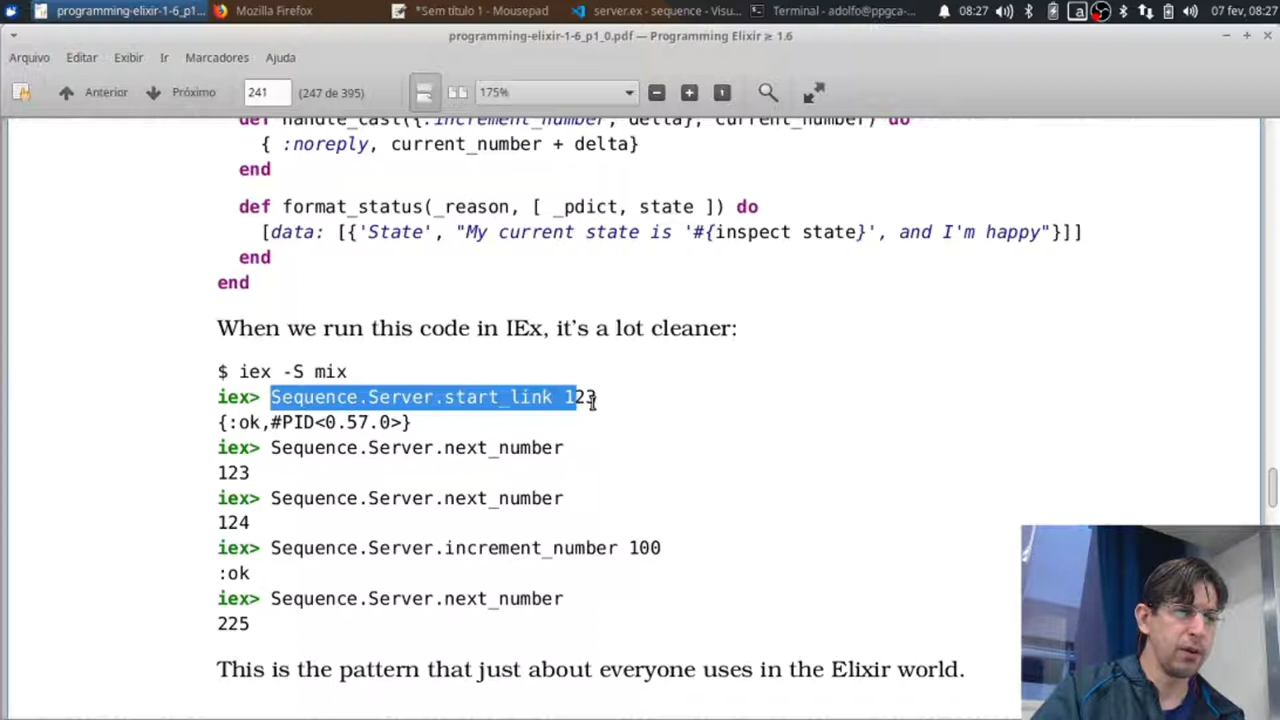 programming-elixir-1-6_p1...
Mozilla Firefox
*Sem título 1 - Mousepad
server.ex - sequence - Visu...
Terminal - adolfo@ppgca-...
08:27
07 fev, 08:27
programming-elixir-1-6_p1_0.pdf — Programming Elixir ≥ 1.6
Arquivo Editar Exibir Ir Marcadores Ajuda
Anterior Próximo 241 (247 de 395) 175%
def handle_cast({:increment_number, delta}, current_number) do
{ :noreply, current_number + delta}
end
def format_status(_reason, [ _pdict, state ]) do
[data: [{'State', "My current state is '#{inspect state}', and I'm happy"}]]
end
end
When we run this code in IEx, it's a lot cleaner:
$ iex -S mix
iex> Sequence.Server.start_link 123
{:ok,#PID<0.57.0>}
iex> Sequence.Server.next_number
123
iex> Sequence.Server.next_number
124
iex> Sequence.Server.increment_number 100
:ok
iex> Sequence.Server.next_number
225
This is the pattern that just about everyone uses in the Elixir world.